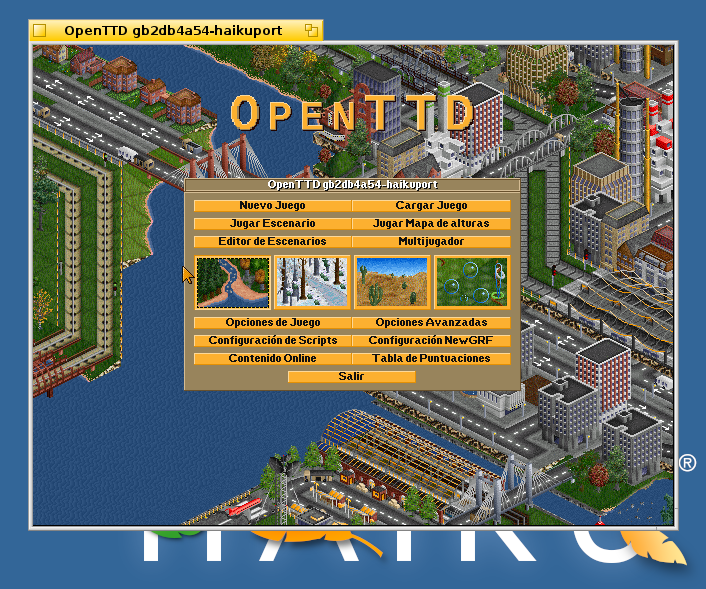 OpenTTD gb2db4a54-haikuport
OPENTTD
OpenTTD gb2db4a54-haikuport
Nuevo Juego Cargar Juego
Jugar Escenario Jugar Mapa de alturas
Editor de Escenarios Multijugador
Opciones de Juego Opciones Avanzadas
Configuración de Scripts Configuración NewGRF
Contenido Online Tabla de Puntuaciones
Salir
®
HAIKU